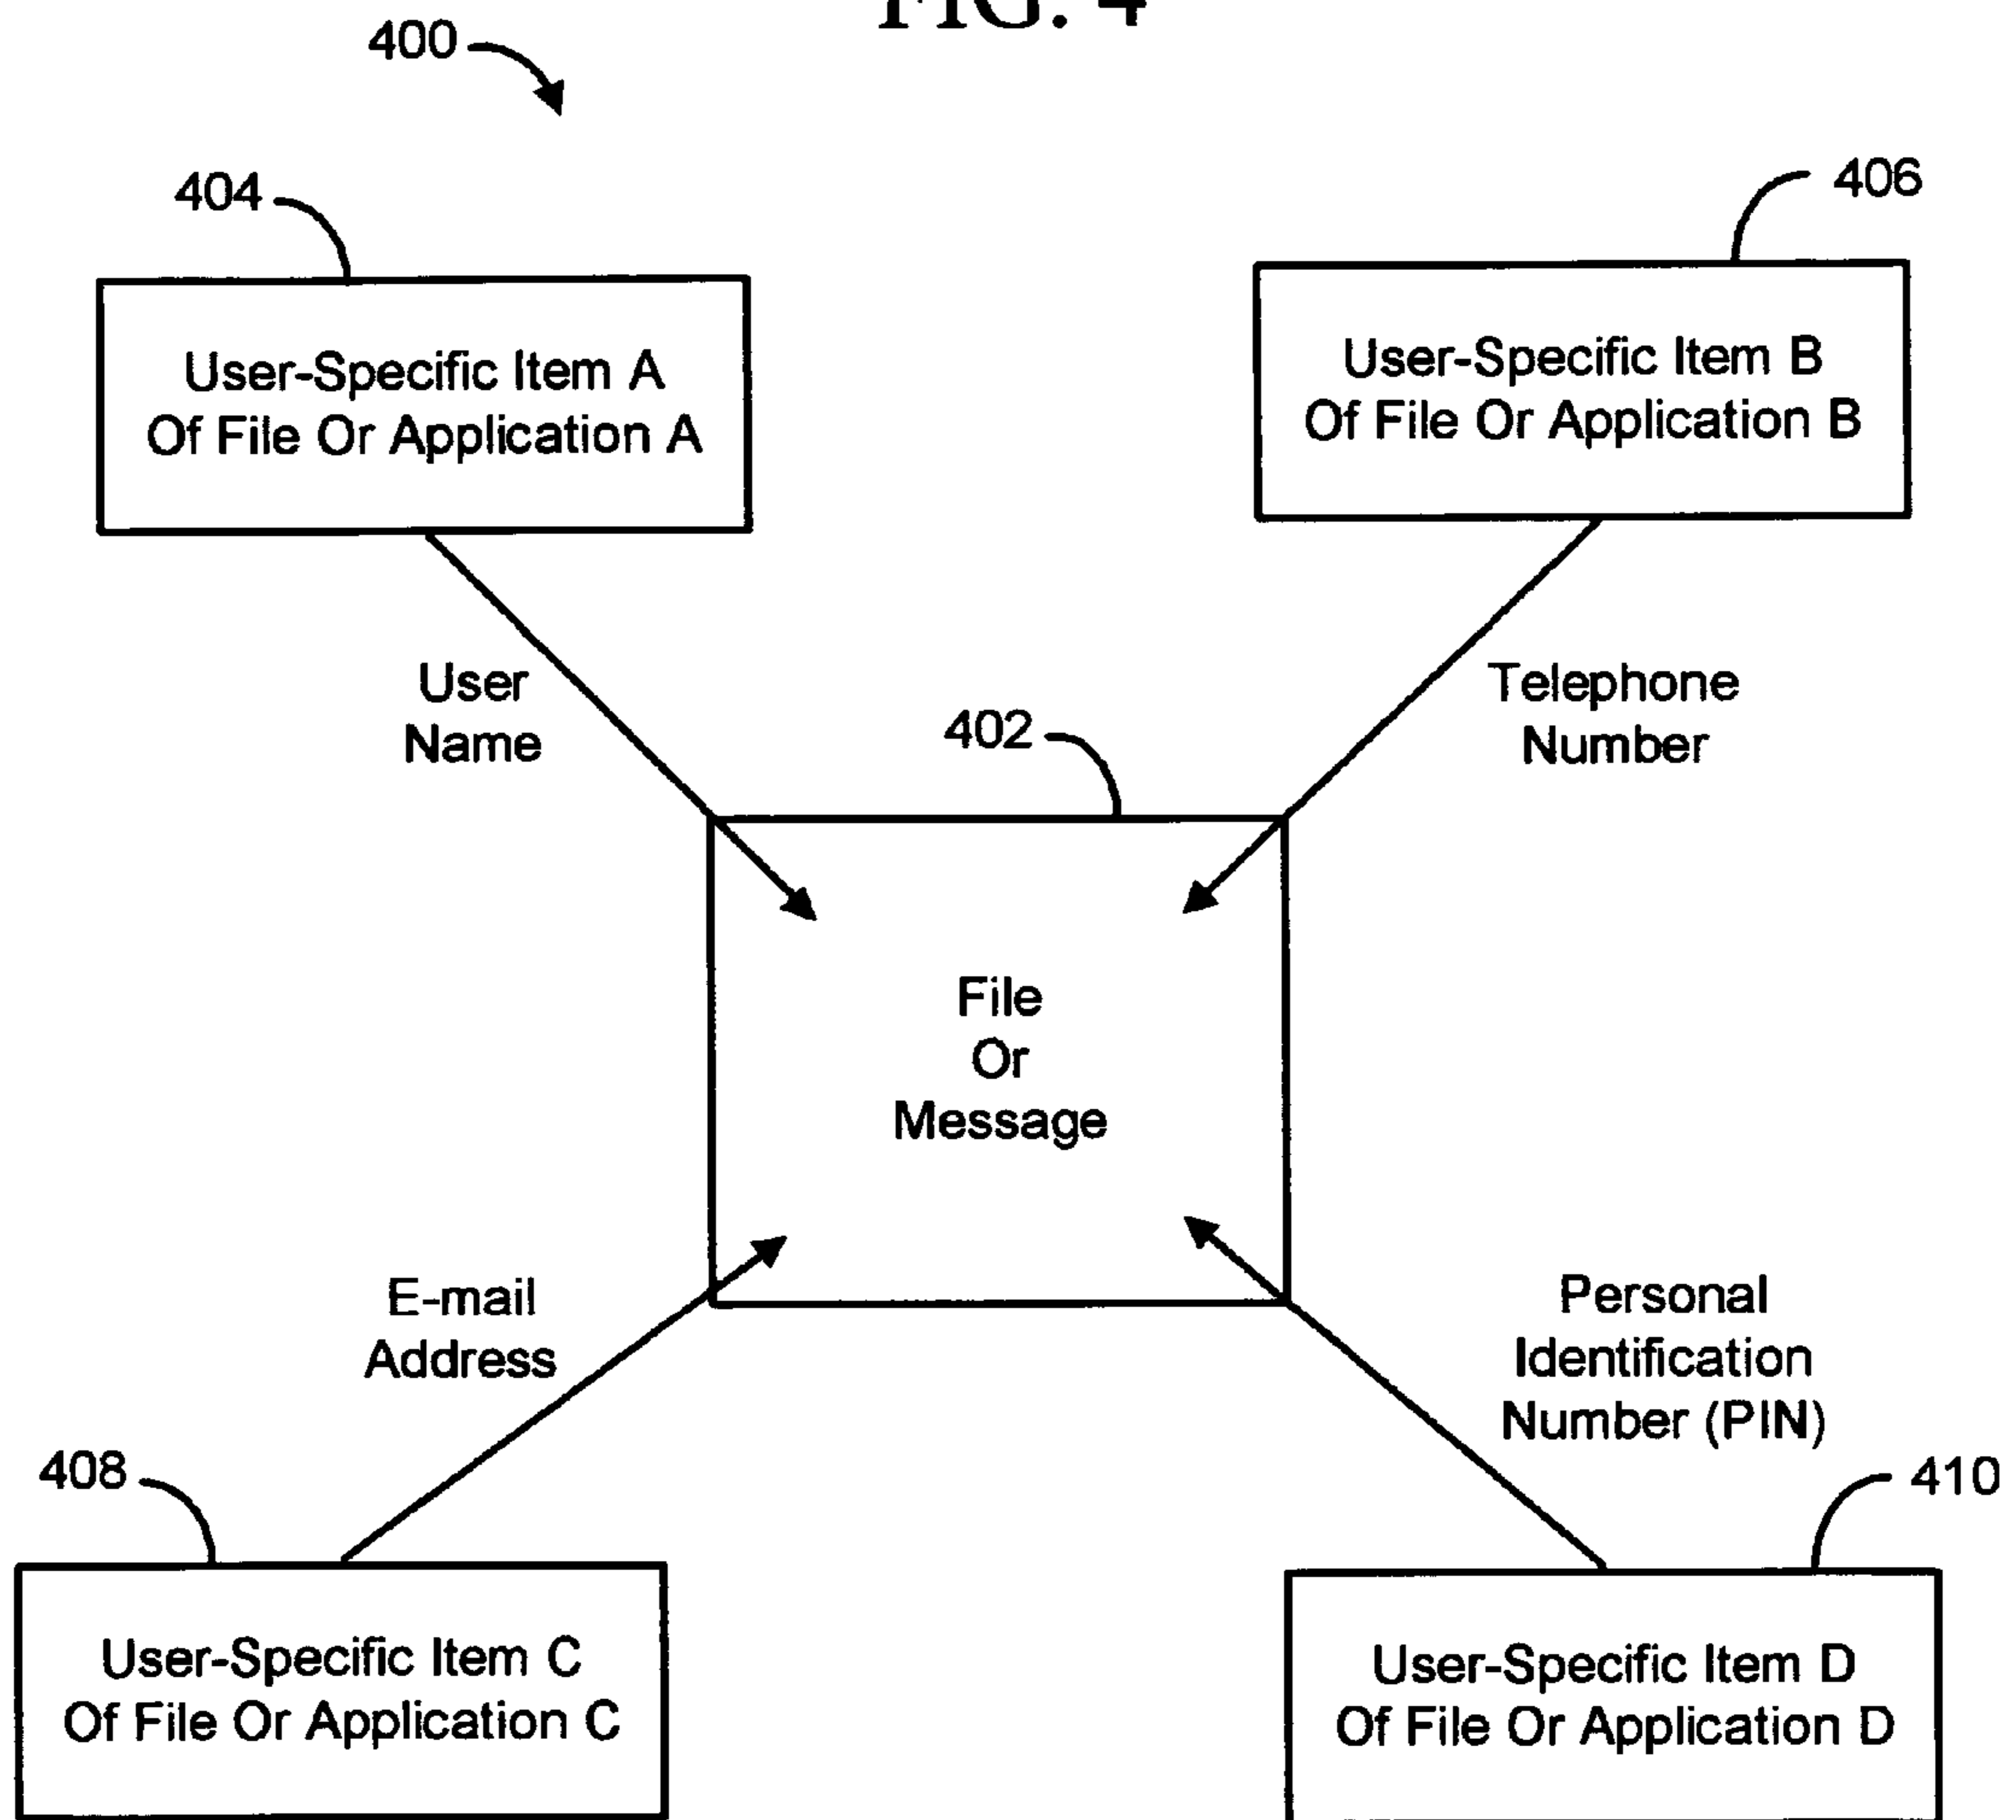 FIG. 4
400
404
406
User-Specific Item A
Of File Or Application A
User-Specific Item B
Of File Or Application B
User
Name
Telephone
Number
402
File
Or
Message
E-mail
Address
Personal
Identification
Number (PIN)
408
410
User-Specific Item C
Of File Or Application C
User-Specific Item D
Of File Or Application D